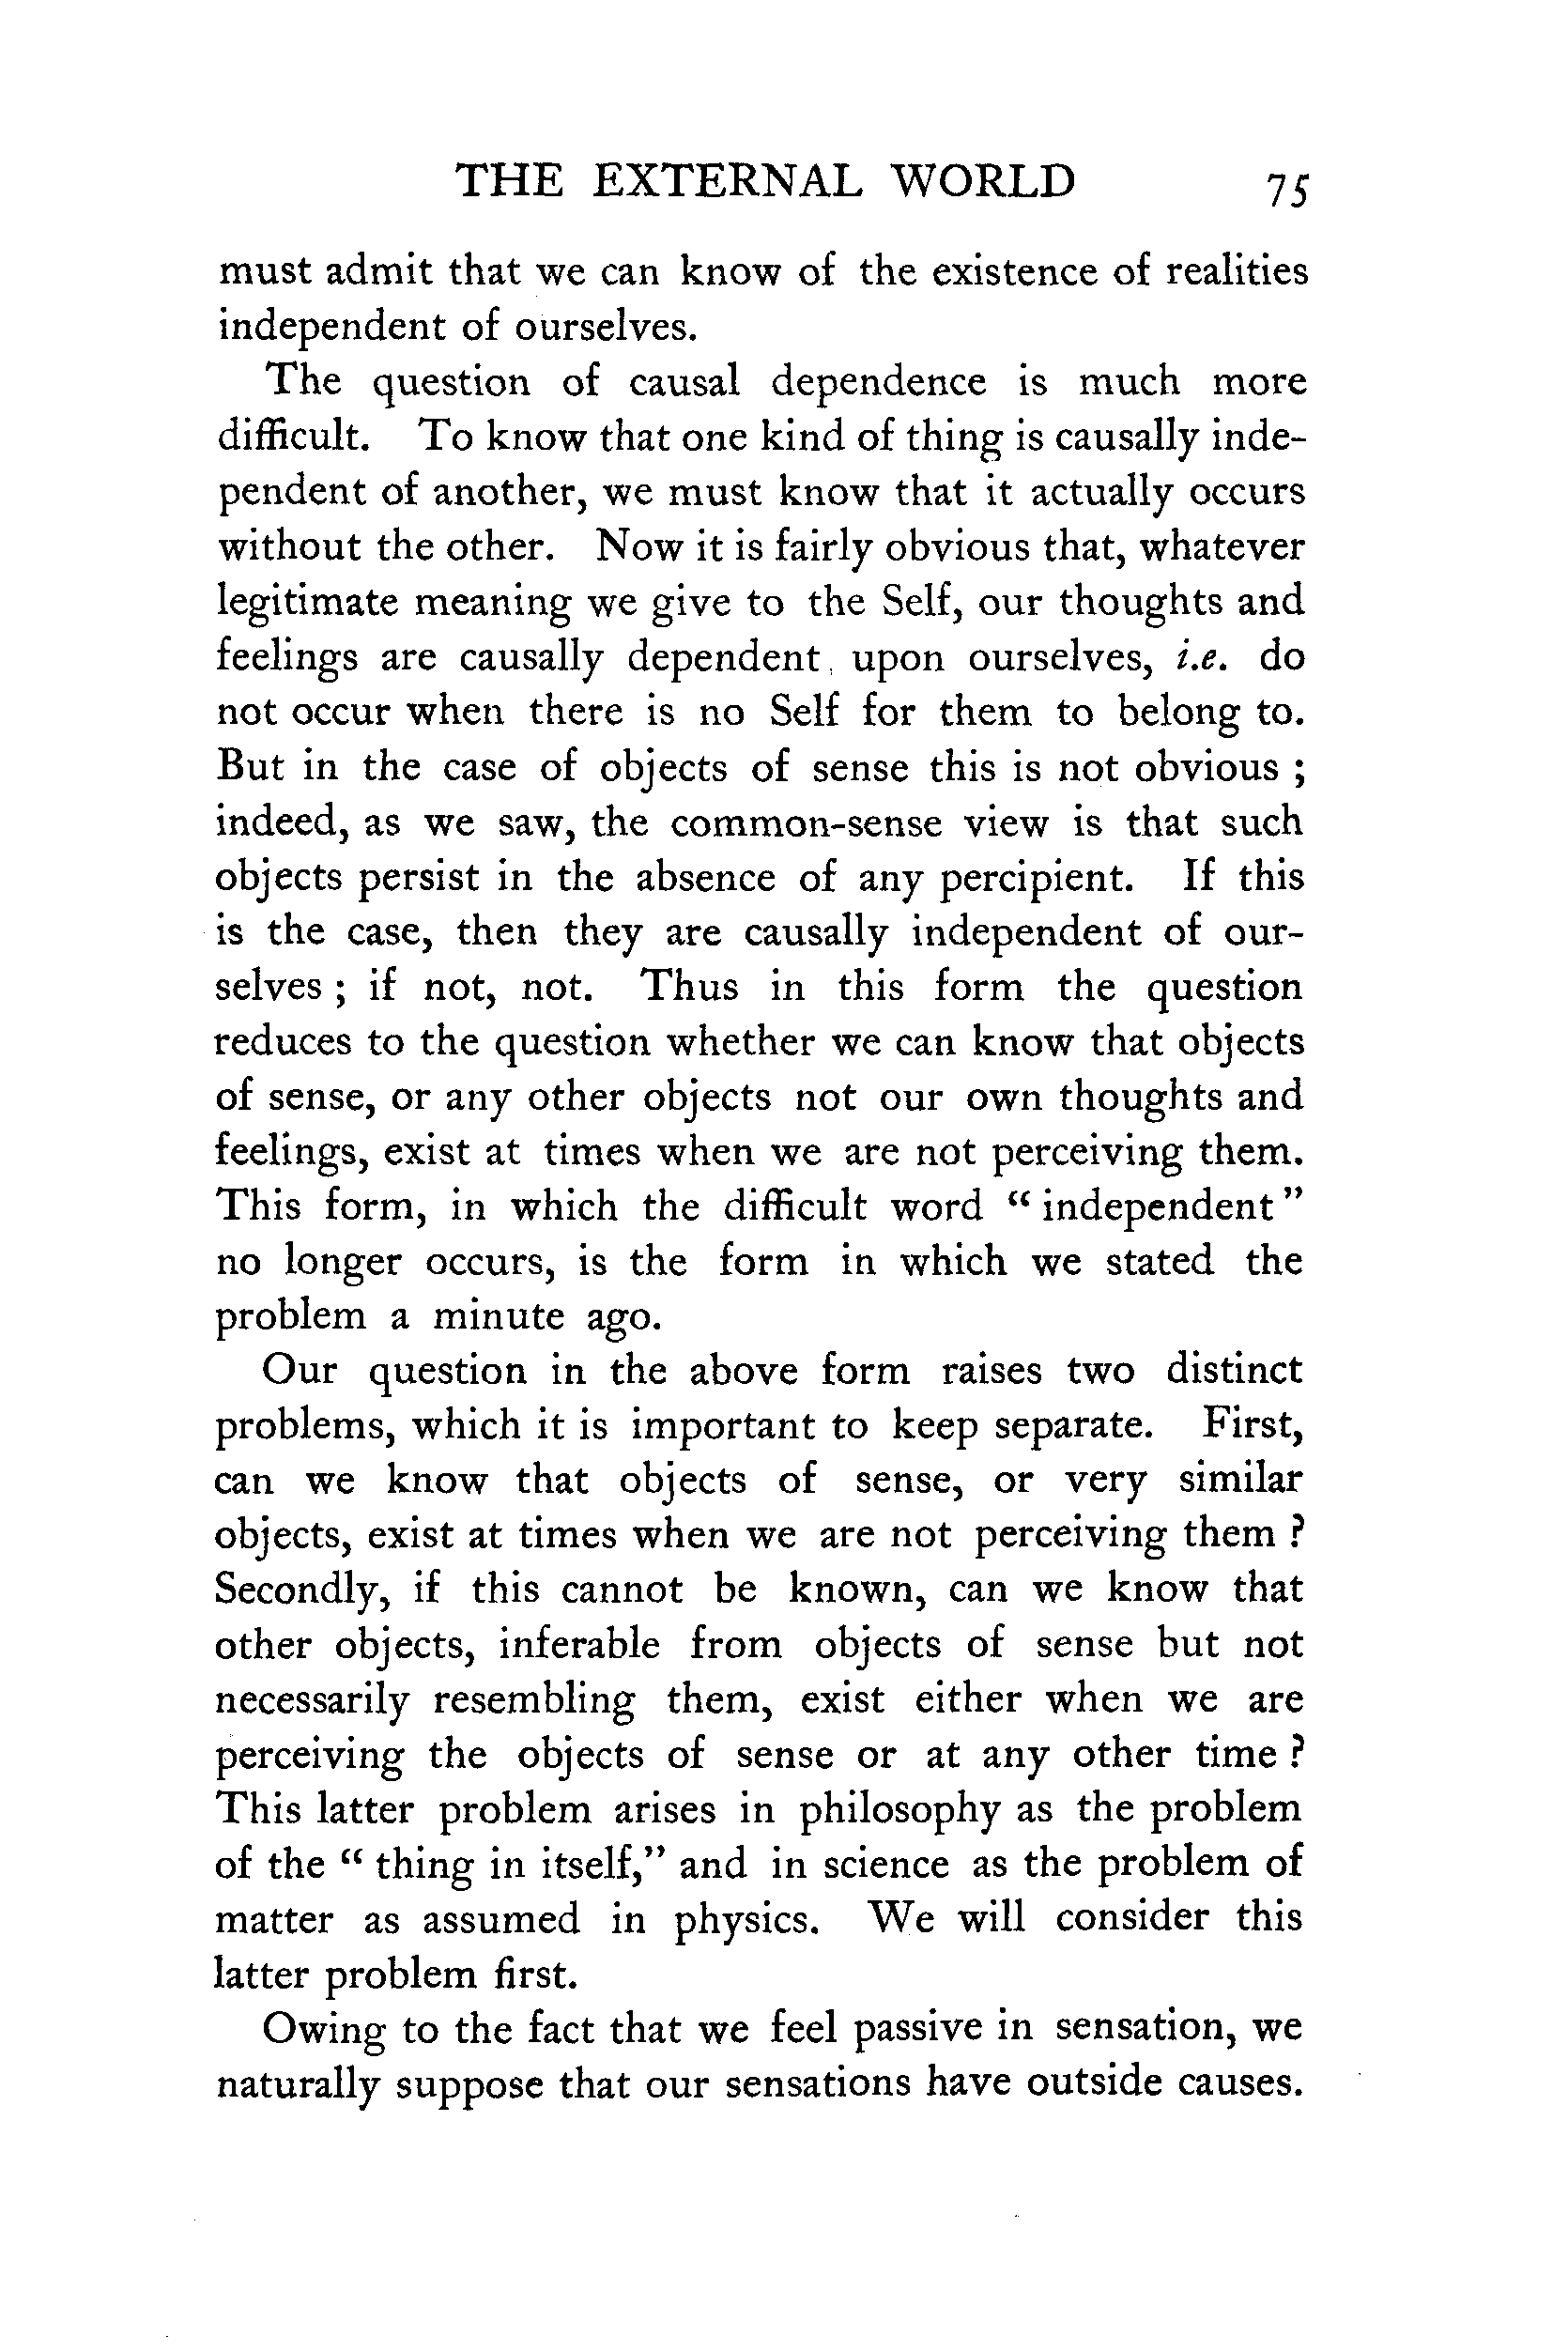 THE EXTERNAL WORLD 75
must admit that we can know of the existence of realities
independent of ourselves.
The question of causal dependence is much more
difficult. To know that one kind of thing is causally inde-
pendent of another, we must know that it actually occurs
without the other. Now it is fairly obvious that, whatever
legitimate meaning we give to the Self, our thoughts and
feelings are causally dependent upon ourselves, i.e. do
not occur when there is no Self for them to belong to.
But in the case of objects of sense this is not obvious ;
indeed, as we saw, the common-sense view is that such
objects persist in the absence of any percipient. If this
is the case, then they are causally independent of our-
selves ; if not, not. Thus in this form the question
reduces to the question whether we can know that objects
of sense, or any other objects not our own thoughts and
feelings, exist at times when we are not perceiving them.
This form, in which the difficult word “ independent ”
no longer occurs, is the form in which we stated the
problem a minute ago.
Our question in the above form raises two distinct
problems, which it is important to keep separate. First,
can we know that objects of sense, or very similar
objects, exist at times when we are not perceiving them ?
Secondly, if this cannot be known, can we know that
other objects, inferable from objects of sense but not
necessarily resembling them, exist either when we are
perceiving the objects of sense or at any other time ?
This latter problem arises in philosophy as the problem
of the “ thing in itself,” and in science as the problem of
matter as assumed in physics. We will consider this
latter problem first.
Owing to the fact that we feel passive in sensation, we
naturally suppose that our sensations have outside causes.